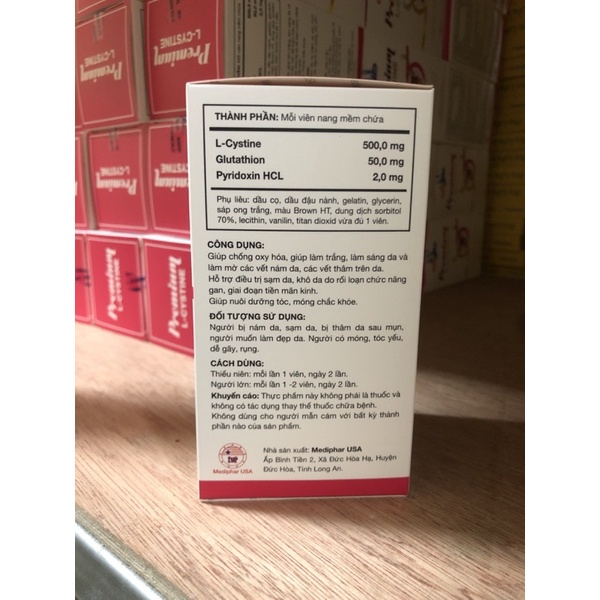 THÀNH PHẦN: Mỗi viên nang mềm chứa
L-Cystine 500,0 mg
Glutathion 50,0 mg
Pyridoxin HCL 2,0 mg
Phụ liệu: dầu cọ, dầu đậu nành, gelatin, glycerin,
sáp ong trắng, màu Brown HT, dung dịch sorbitol
70%, lecithin, vanilin, titan dioxid vừa đủ 1 viên.
CÔNG DỤNG:
Giúp chống oxy hóa, giúp làm trắng, làm sáng da và
làm mờ các vết nám da, các vết thâm trên da.
Hỗ trợ điều trị sạm da, khô da do rối loạn chức năng
gan, giai đoạn tiền mãn kinh.
Giúp nuôi dưỡng tóc, móng chắc khỏe.
ĐỐI TƯỢNG SỬ DỤNG:
Người bị nám da, sạm da, bị thâm da sau mụn,
người muốn làm đẹp da. Người có móng, tóc yếu,
dễ gãy, rụng.
CÁCH DÙNG:
Thiếu niên: mỗi lần 1 viên, ngày 2 lần.
Người lớn: mỗi lần 1 -2 viên, ngày 2 lần.
Khuyến cáo: Thực phẩm này không phải là thuốc và
không có tác dụng thay thế thuốc chữa bệnh.
Không dùng cho người mẫn cảm với bất kỳ thành
phần nào của sản phẩm.
Nhà sản xuất: Mediphar USA
Ấp Bình Tiền 2, Xã Đức Hòa Hạ, Huyện
Đức Hòa, Tỉnh Long An.
Mediphar USA
Premium
L-CYSTINE
Premium
L-CYSTINE
Premium
L-CYSTINE
Premium
L-CYSTINE